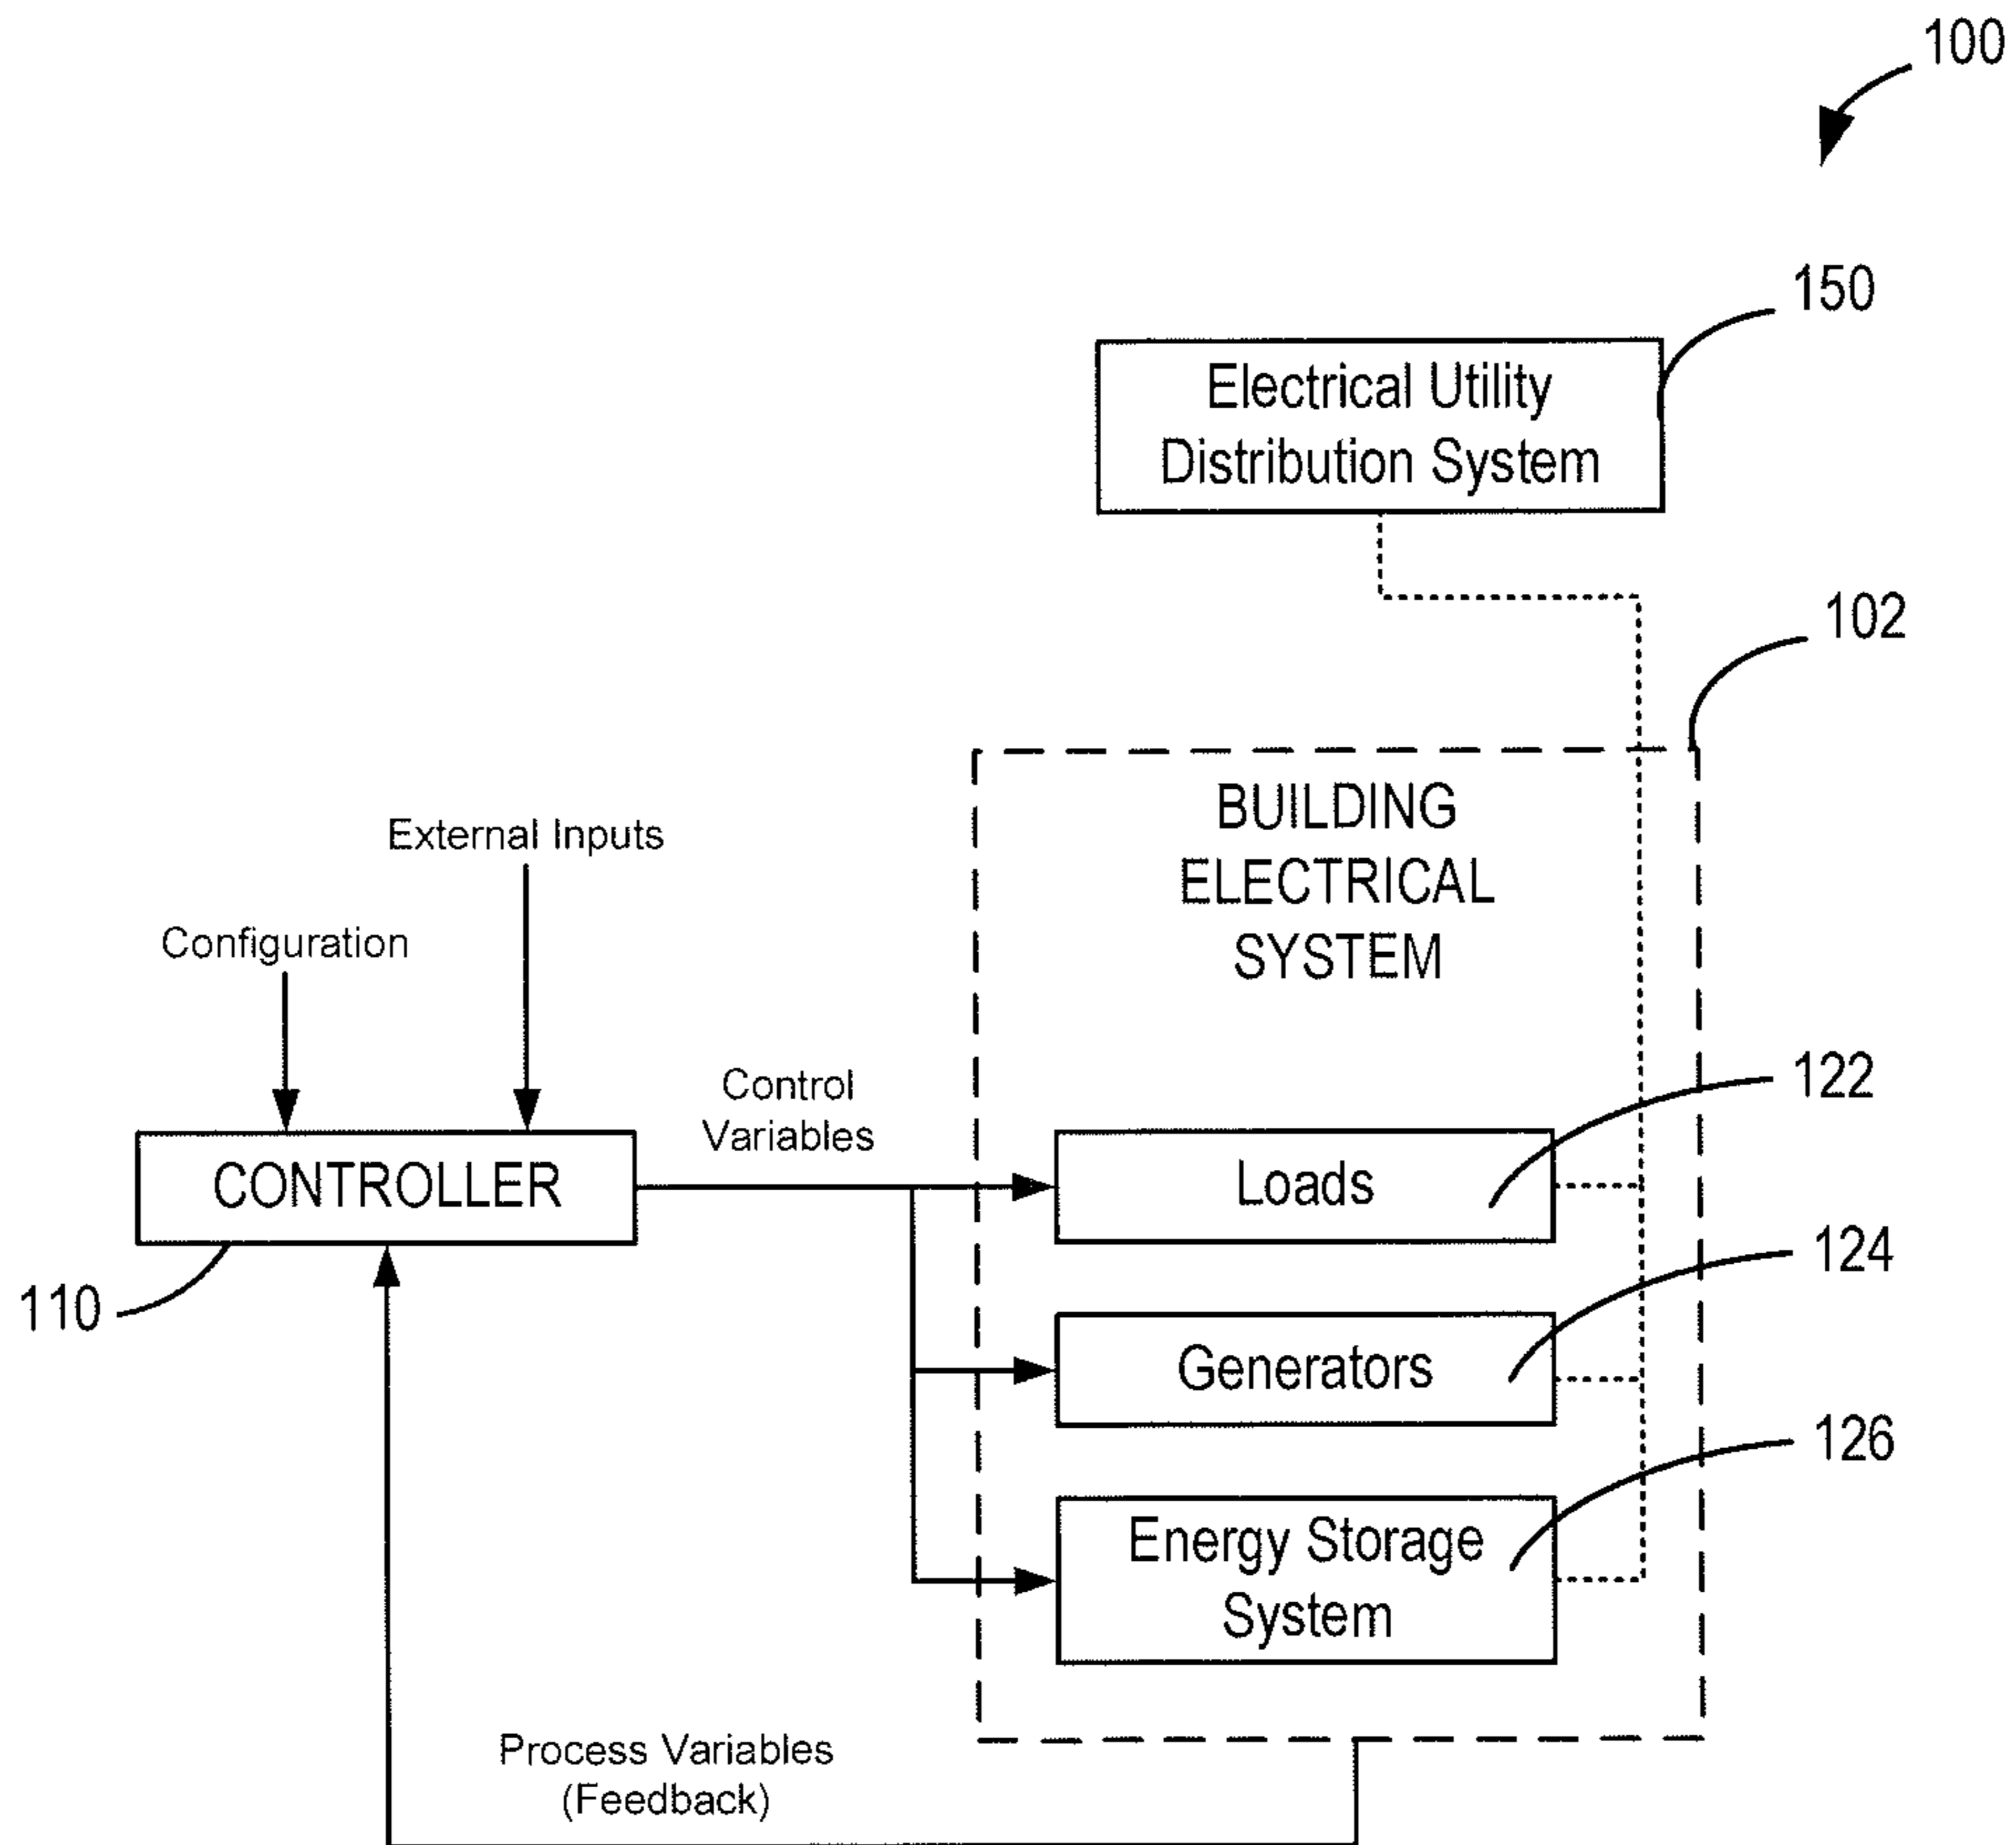 100
150
Electrical Utility
Distribution System
102
BUILDING
ELECTRICAL
SYSTEM
External Inputs
Configuration
Control
Variables
122
CONTROLLER
Loads
110
124
Generators
126
Energy Storage
System
Process Variables
(Feedback)